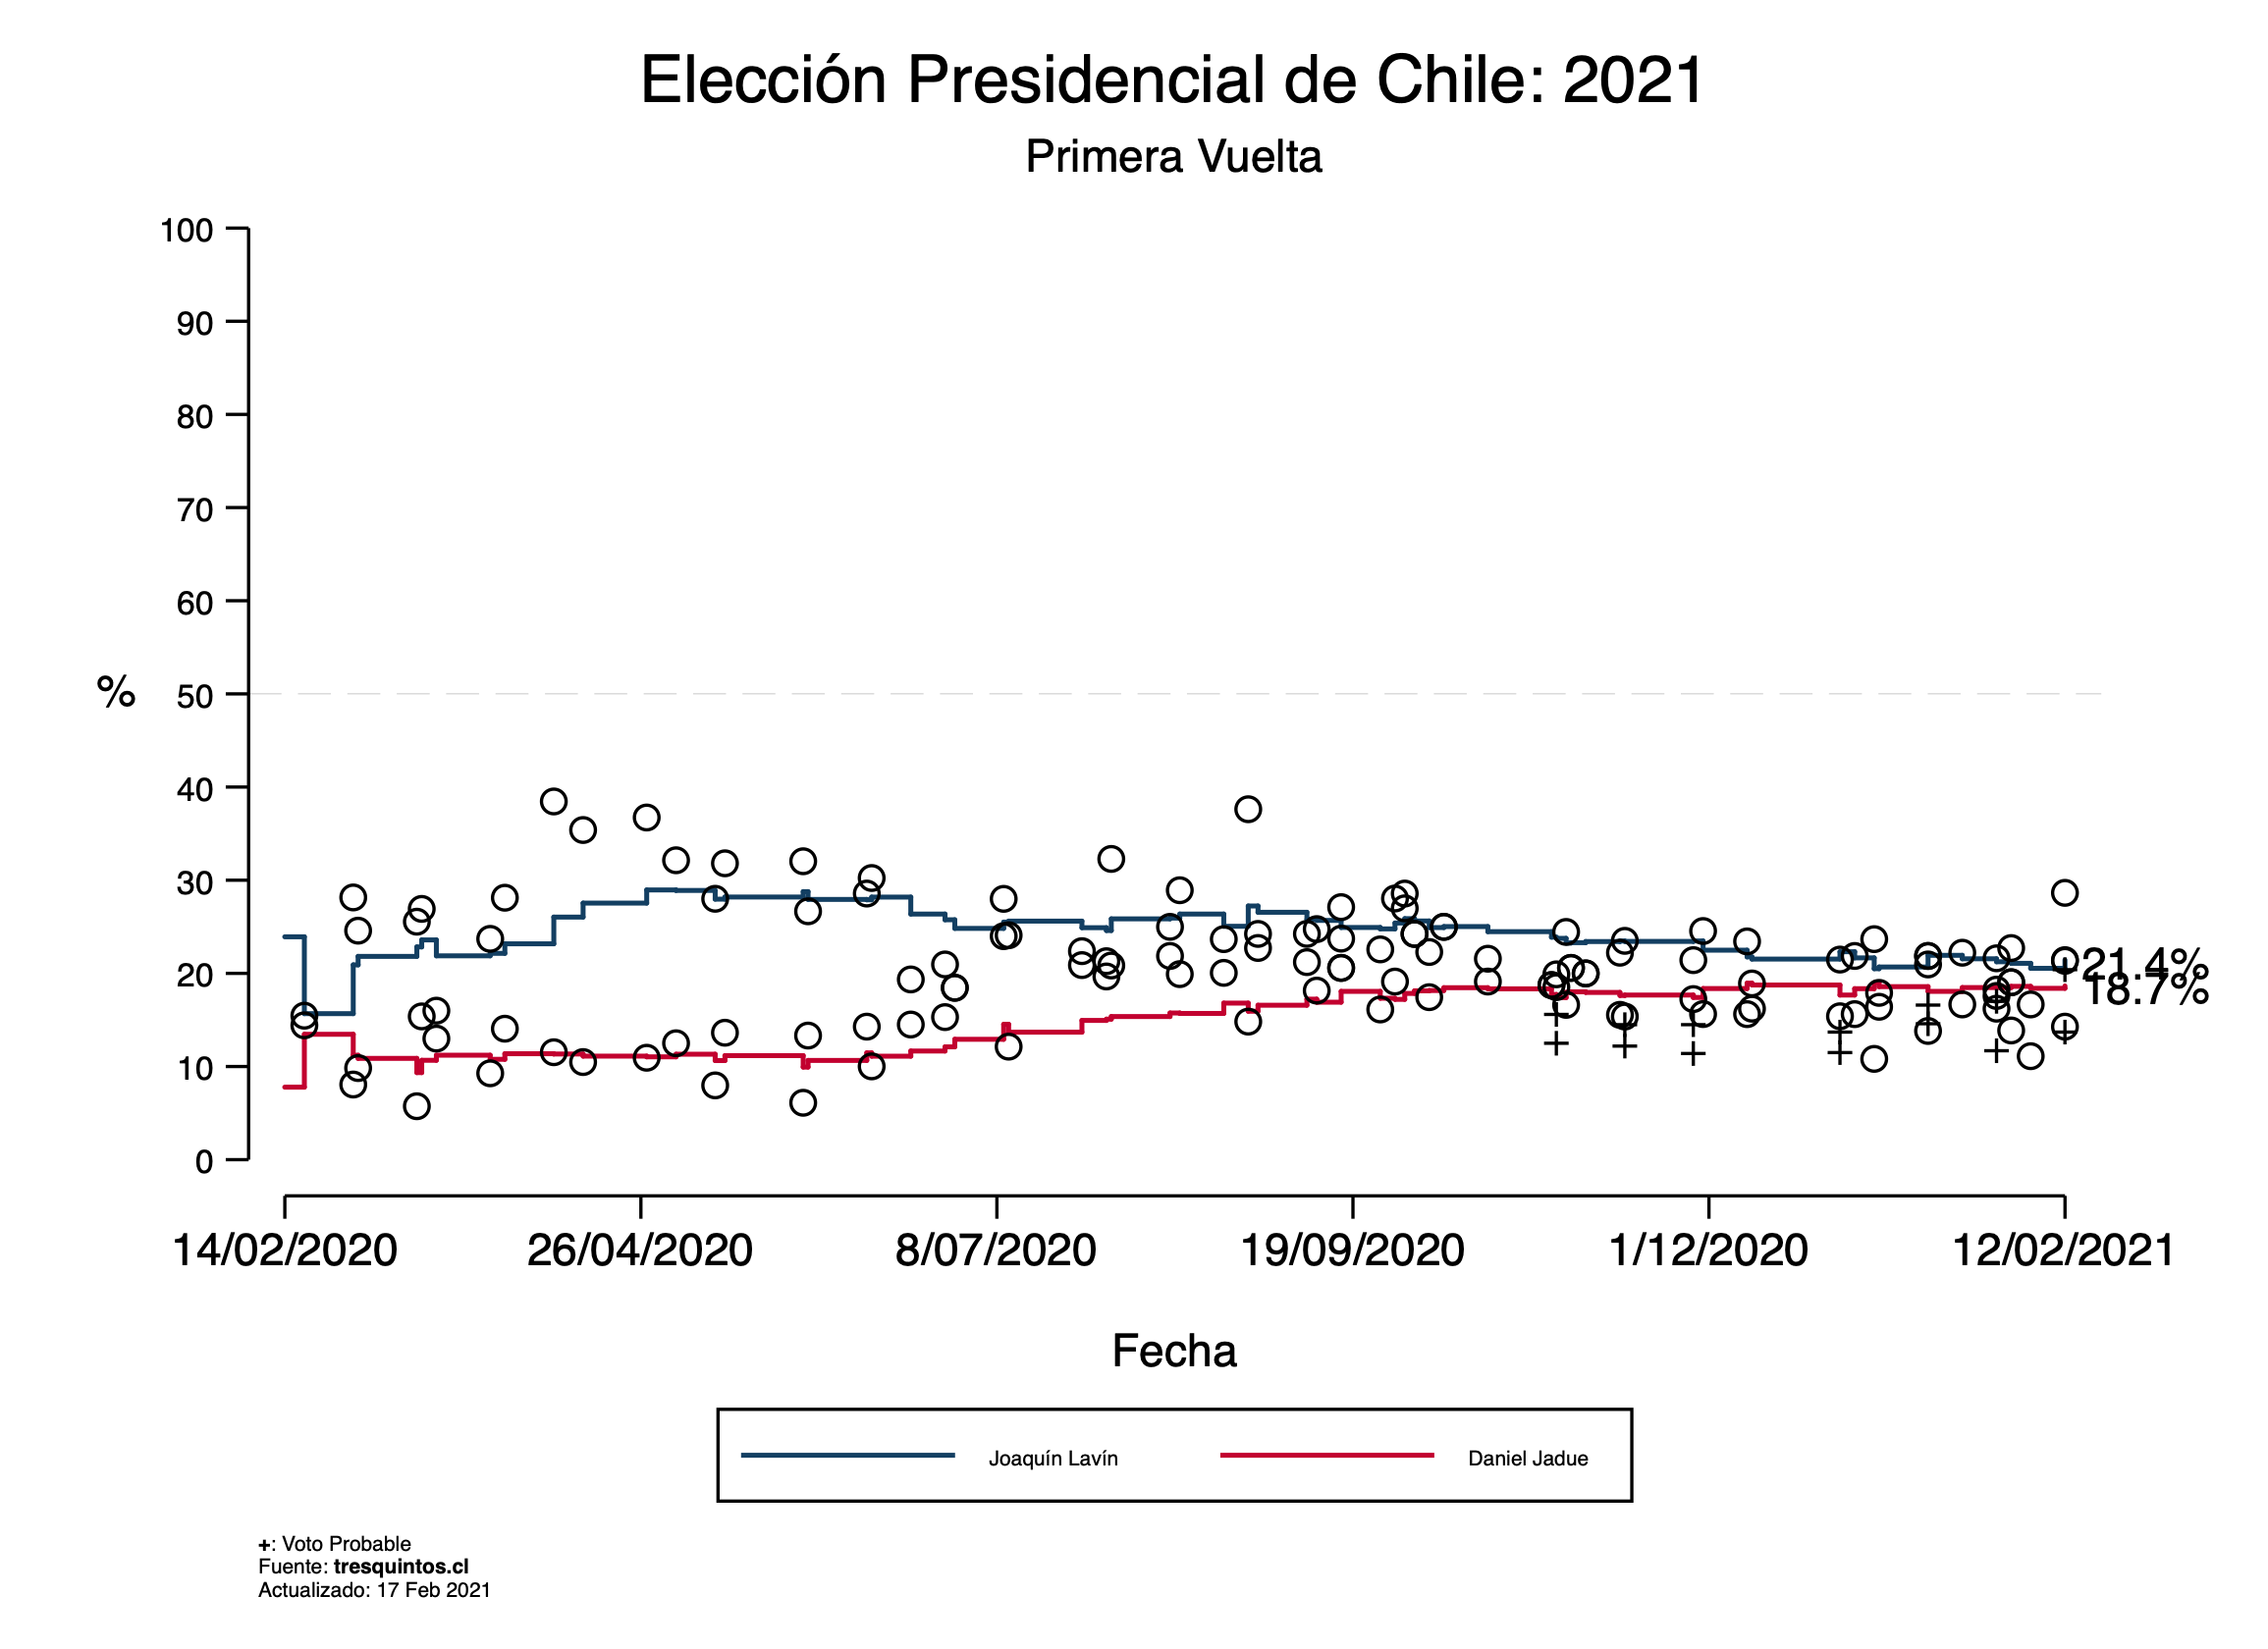 Elección Presidencial de Chile: 2021
Primera Vuelta
100
90
80
70
60
%
50
40
30
20
10
0
21.4%
18.7%
14/02/2020 26/04/2020 8/07/2020 19/09/2020 1/12/2020 12/02/2021
Fecha
Joaquín Lavín Daniel Jadue
+: Voto Probable
Fuente: tresquintos.cl
Actualizado: 17 Feb 2021